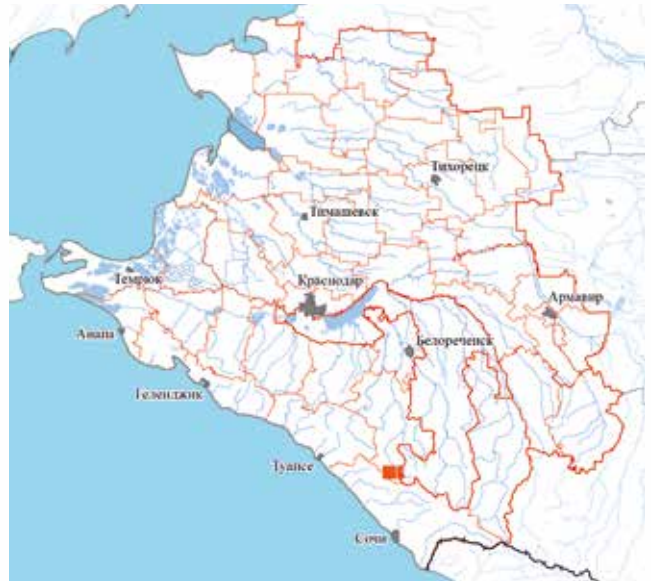 Тихорецк
Тимашевск
Темрюк
Краснодар
Армавир
Анапа
Белореченск
Геленджик
Туапсе
Сочи